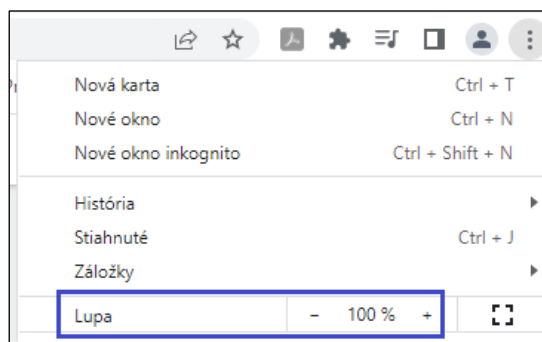 Nová karta Ctrl + T
Nové okno Ctrl + N
Nové okno inkognito Ctrl + Shift + N
História
Stiahnuté Ctrl + J
Záložky
Lupa - 100 % +